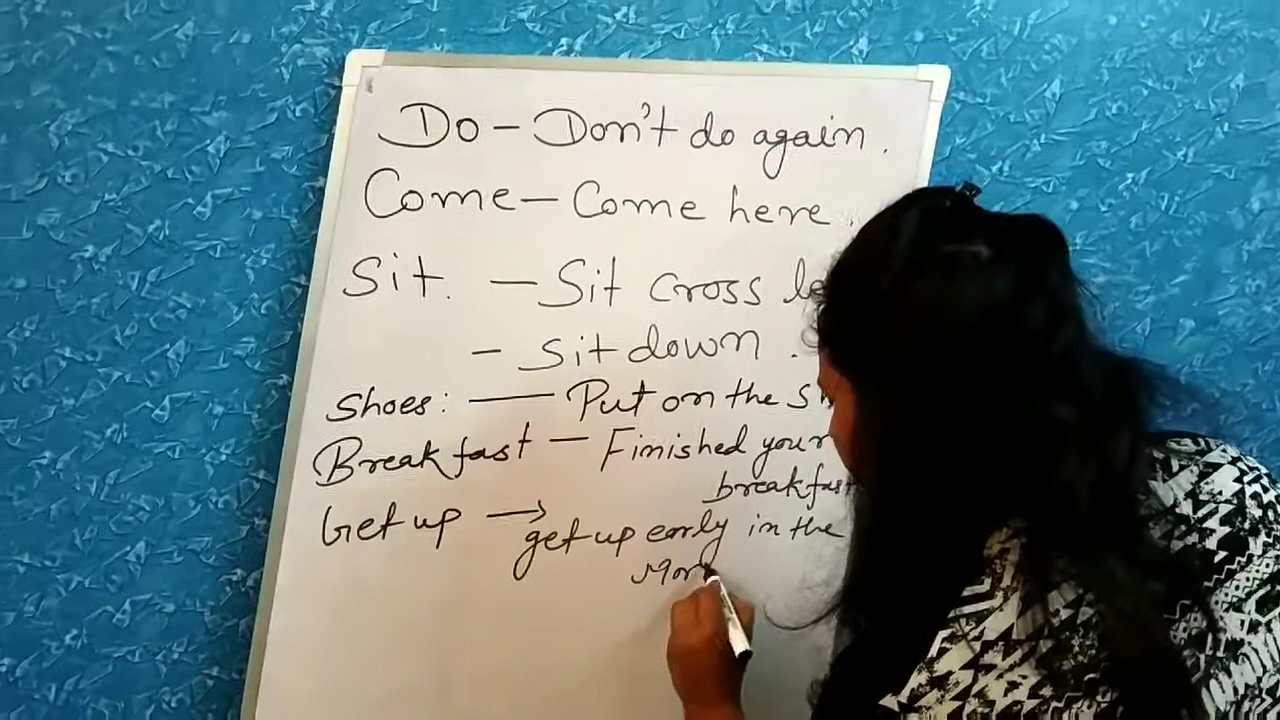 Do - Don't do again.
Come - Come here.
Sit. - Sit cross
- sit down.
Shoes: - Put on the
Breakfast - Finished your
breakfast
Get up → get up early in the
Mor